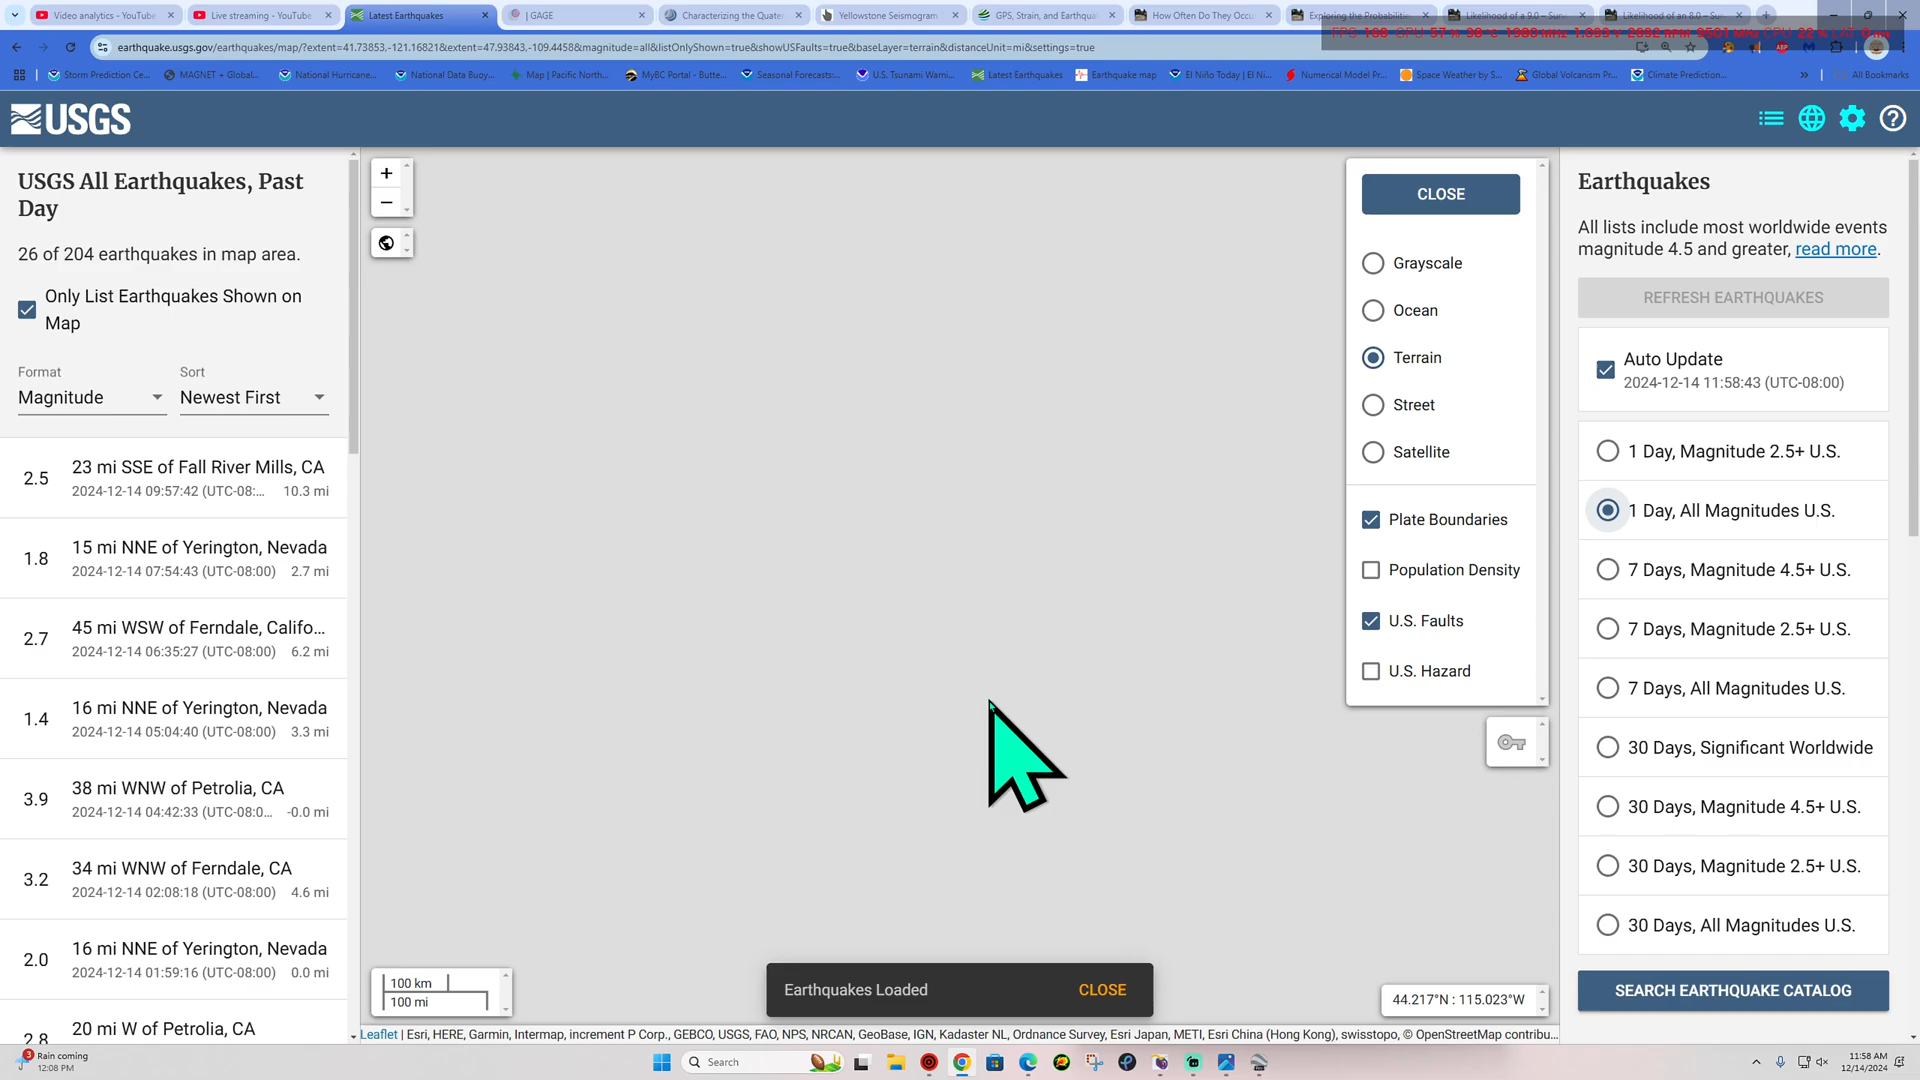 Video analytics - YouTube
Live streaming - YouTube
Latest Earthquakes
| GAGE
Characterizing the Quater
Yellowstone Seismogram
GPS, Strain, and Earthqua
How Often Do They Occu
Exploring the Probabilities
Likelihood of a 9.0 – Surv
Likelihood of an 8.0 – Surv
earthquake.usgs.gov/earthquakes/map/?extent=41.73853,-121.16821&extent=47.93843,-109.4458&magnitude=all&listOnlyShown=true&showUSFaults=true&baseLayer=terrain&distanceUnit=mi&settings=true
Storm Prediction Ce...
MAGNET + Global...
National Hurricane...
National Data Buoy...
Map | Pacific North...
MyBC Portal - Butte...
Seasonal Forecasts:...
U.S. Tsunami Warni...
Latest Earthquakes
Earthquake map
El Niño Today | El Ni...
Numerical Model Pr...
Space Weather by S...
Global Volcanism Pr...
Climate Prediction...
»
All Bookmarks
USGS
USGS All Earthquakes, Past
Day
26 of 204 earthquakes in map area.
Only List Earthquakes Shown on
Map
Format
Sort
Magnitude
Newest First
2.5
23 mi SSE of Fall River Mills, CA
2024-12-14 09:57:42 (UTC-08:... 10.3 mi
1.8
15 mi NNE of Yerington, Nevada
2024-12-14 07:54:43 (UTC-08:00) 2.7 mi
2.7
45 mi WSW of Ferndale, Califo...
2024-12-14 06:35:27 (UTC-08:00) 6.2 mi
1.4
16 mi NNE of Yerington, Nevada
2024-12-14 05:04:40 (UTC-08:00) 3.3 mi
3.9
38 mi WNW of Petrolia, CA
2024-12-14 04:42:33 (UTC-08:0... -0.0 mi
3.2
34 mi WNW of Ferndale, CA
2024-12-14 02:08:18 (UTC-08:00) 4.6 mi
2.0
16 mi NNE of Yerington, Nevada
2024-12-14 01:59:16 (UTC-08:00) 0.0 mi
2.8
20 mi W of Petrolia, CA
+
−
100 km
100 mi
Earthquakes Loaded
CLOSE
44.217°N : 115.023°W
Leaflet | Esri, HERE, Garmin, Intermap, increment P Corp., GEBCO, USGS, FAO, NPS, NRCAN, GeoBase, IGN, Kadaster NL, Ordnance Survey, Esri Japan, METI, Esri China (Hong Kong), swisstopo, © OpenStreetMap contribu...
CLOSE
Grayscale
Ocean
Terrain
Street
Satellite
Plate Boundaries
Population Density
U.S. Faults
U.S. Hazard
Earthquakes
All lists include most worldwide events
magnitude 4.5 and greater, read more.
REFRESH EARTHQUAKES
Auto Update
2024-12-14 11:58:43 (UTC-08:00)
1 Day, Magnitude 2.5+ U.S.
1 Day, All Magnitudes U.S.
7 Days, Magnitude 4.5+ U.S.
7 Days, Magnitude 2.5+ U.S.
7 Days, All Magnitudes U.S.
30 Days, Significant Worldwide
30 Days, Magnitude 4.5+ U.S.
30 Days, Magnitude 2.5+ U.S.
30 Days, All Magnitudes U.S.
SEARCH EARTHQUAKE CATALOG
3
Rain coming
12:08 PM
Search
11:58 AM
12/14/2024